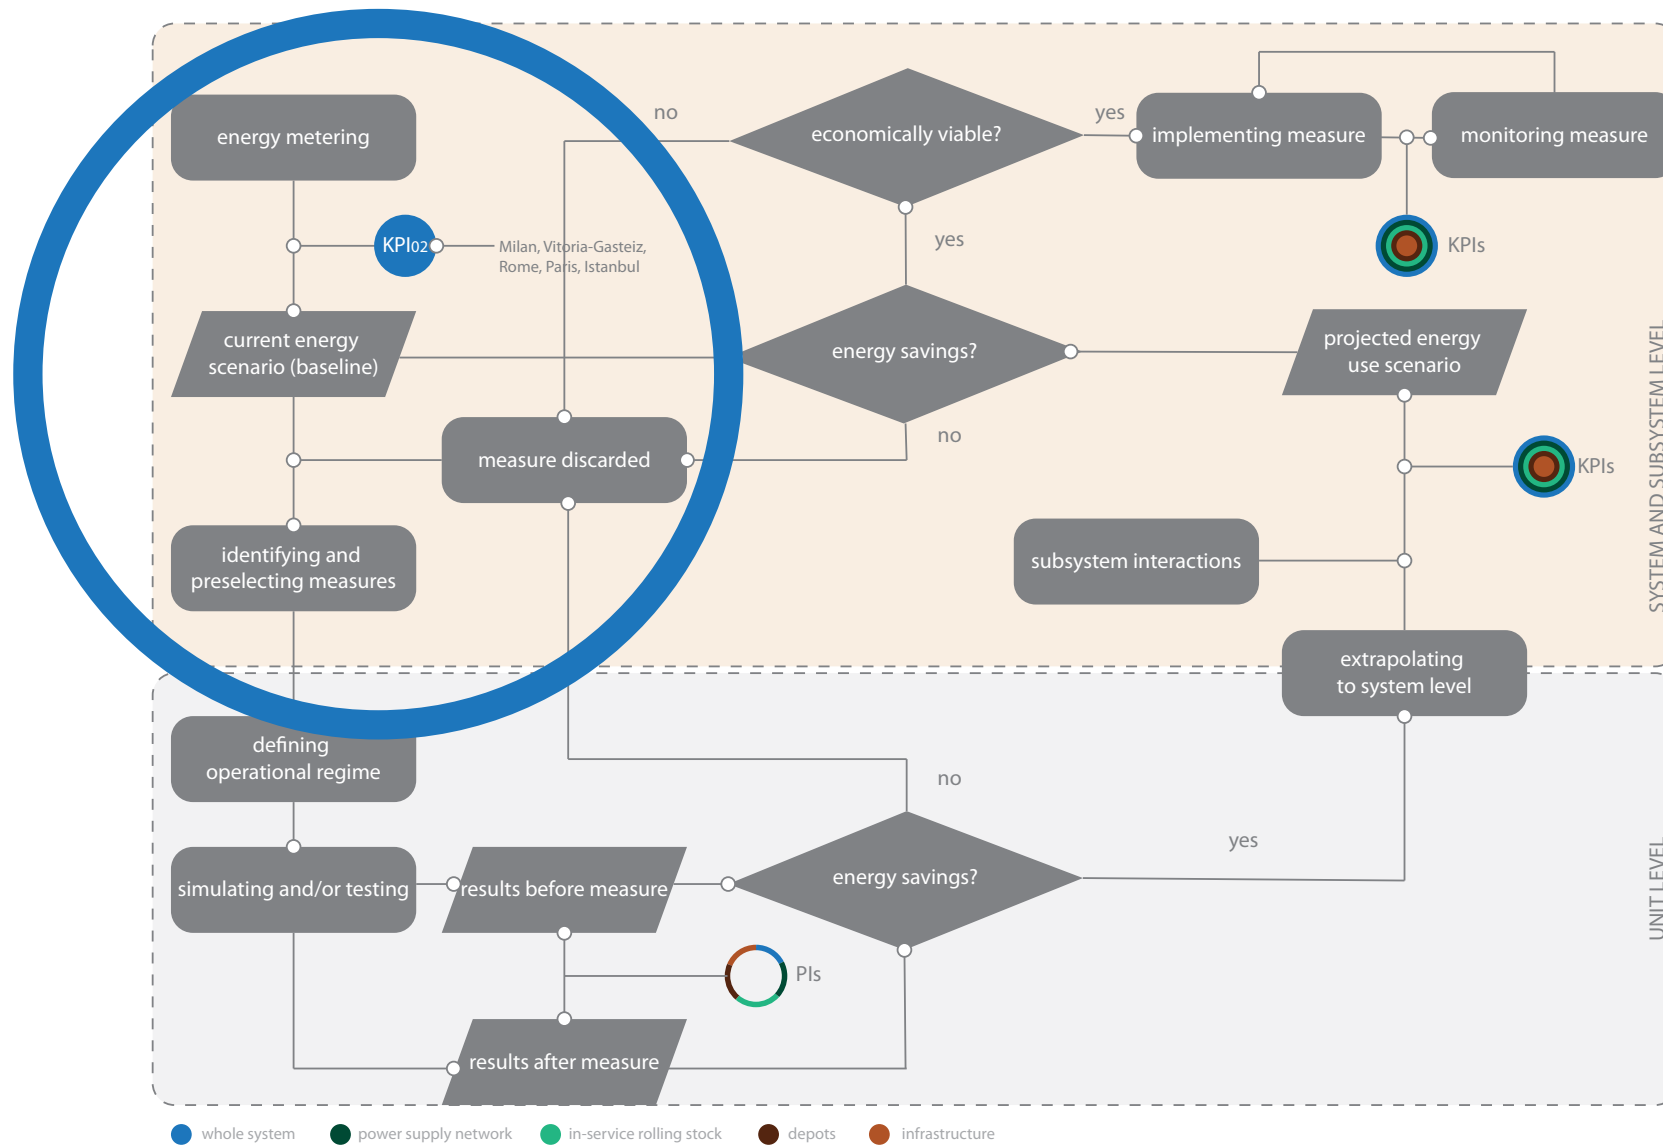 energy metering
KPI02
Milan, Vitoria-Gasteiz,
Rome, Paris, Istanbul
current energy
scenario (baseline)
measure discarded
identifying and
preselecting measures
no
economically viable?
yes
implementing measure
monitoring measure
KPIs
yes
energy savings?
no
projected energy
use scenario
KPIs
subsystem interactions
extrapolating
to system level
SYSTEM AND SUBSYSTEM LEVEL
defining
operational regime
simulating and/or testing
results before measure
no
energy savings?
yes
PIs
results after measure
UNIT LEVEL
whole system
power supply network
in-service rolling stock
depots
infrastructure